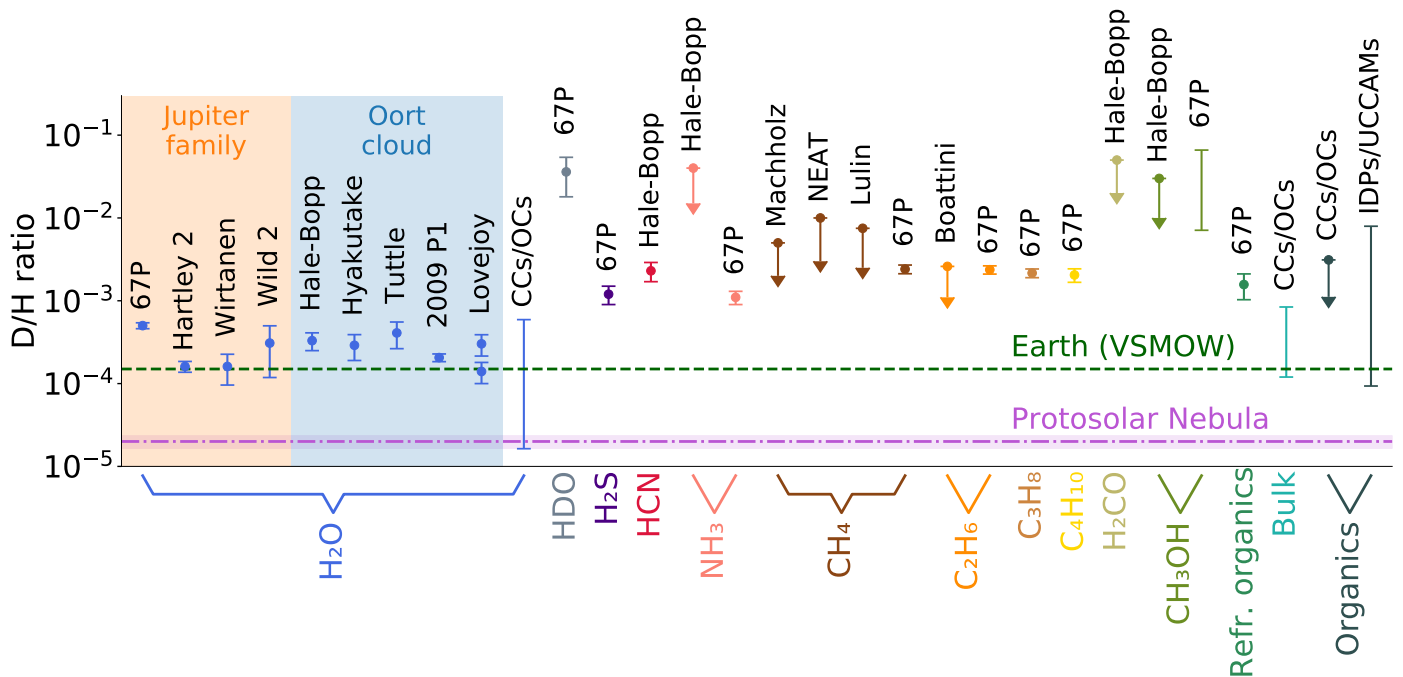 D/H ratio
10⁻¹
10⁻²
10⁻³
10⁻⁴
10⁻⁵
Jupiter
family
Oort
cloud
67P
Hartley 2
Wirtanen
Wild 2
Hale-Bopp
Hyakutake
Tuttle
2009 P1
Lovejoy
CCs/OCs
67P
67P
Hale-Bopp
Hale-Bopp
67P
Machholz
NEAT
Lulin
67P
Boattini
67P
67P
67P
Hale-Bopp
Hale-Bopp
67P
67P
CCs/OCs
CCs/OCs
IDPs/UCCAMs
Earth (VSMOW)
Protosolar Nebula
H₂O
HDO
H₂S
HCN
NH₃
CH₄
C₂H₆
C₃H₈
C₄H₁₀
H₂CO
CH₃OH
Refr. organics
Bulk
Organics